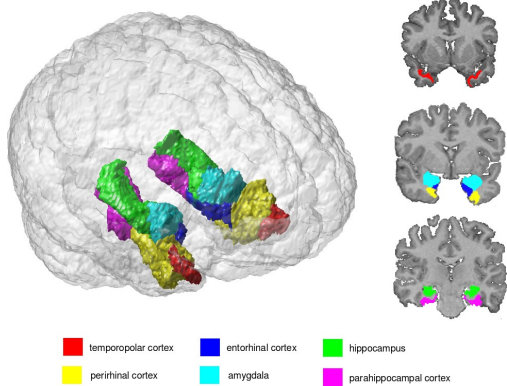 temporopolar cortex
entorhinal cortex
hippocampus
perirhinal cortex
amygdala
parahippocampal cortex